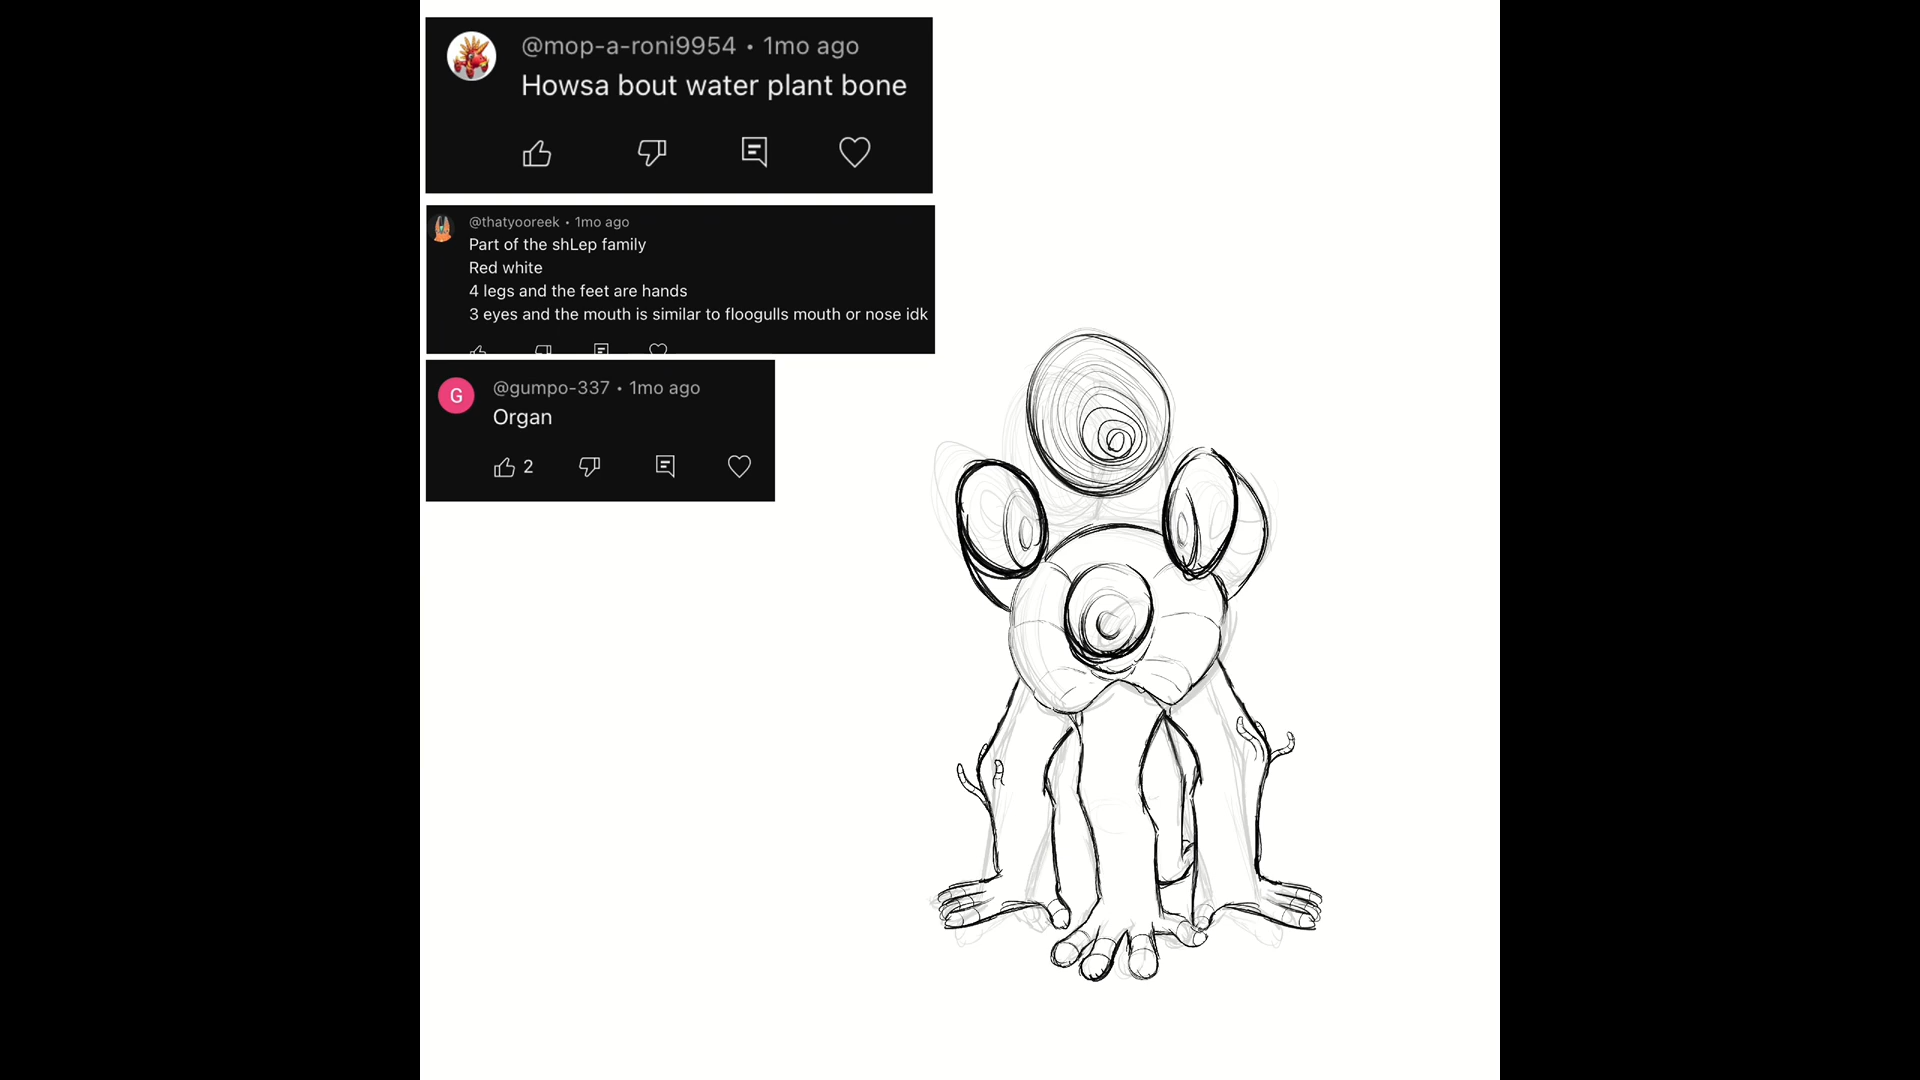 @mop-a-roni9954 • 1mo ago
Howsa bout water plant bone
@thatyooreek • 1mo ago
Part of the shLep family
Red white
4 legs and the feet are hands
3 eyes and the mouth is similar to floogulls mouth or nose idk
G
@gumpo-337 • 1mo ago
Organ
2